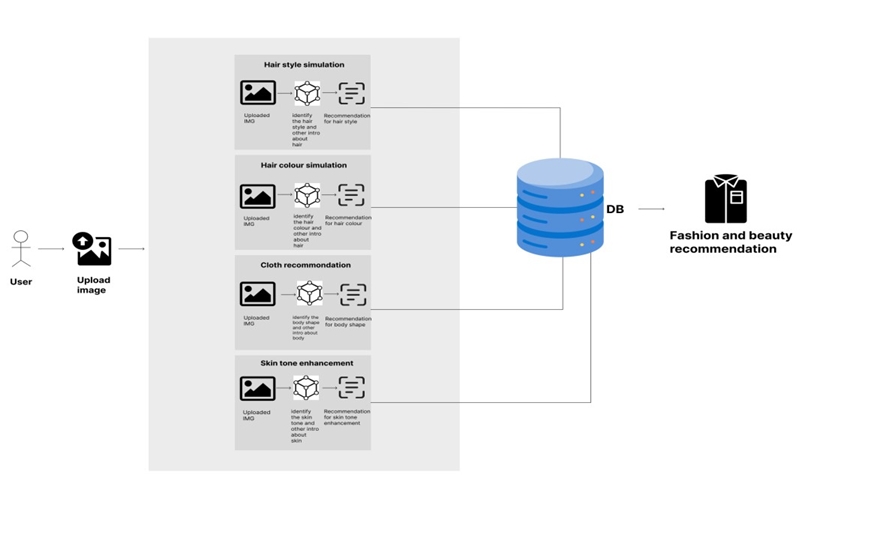 User
Upload
image
Hair style simulation
Uploaded
IMG
identify
the hair
style and
other intro
about
hair
Recommendation
for hair style
Hair colour simulation
Uploaded
IMG
identify
the hair
colour and
other intro
about
hair
Recommendation
for hair colour
Cloth recommondation
Uploaded
IMG
identify the
body shape
and other
intro about
body
Recommendation
for body shape
Skin tone enhancement
Uploaded
IMG
identify
the skin
tone and
other intro
about
skin
Recommendation
for skin tone
enhancement
DB
Fashion and beauty
recommendation